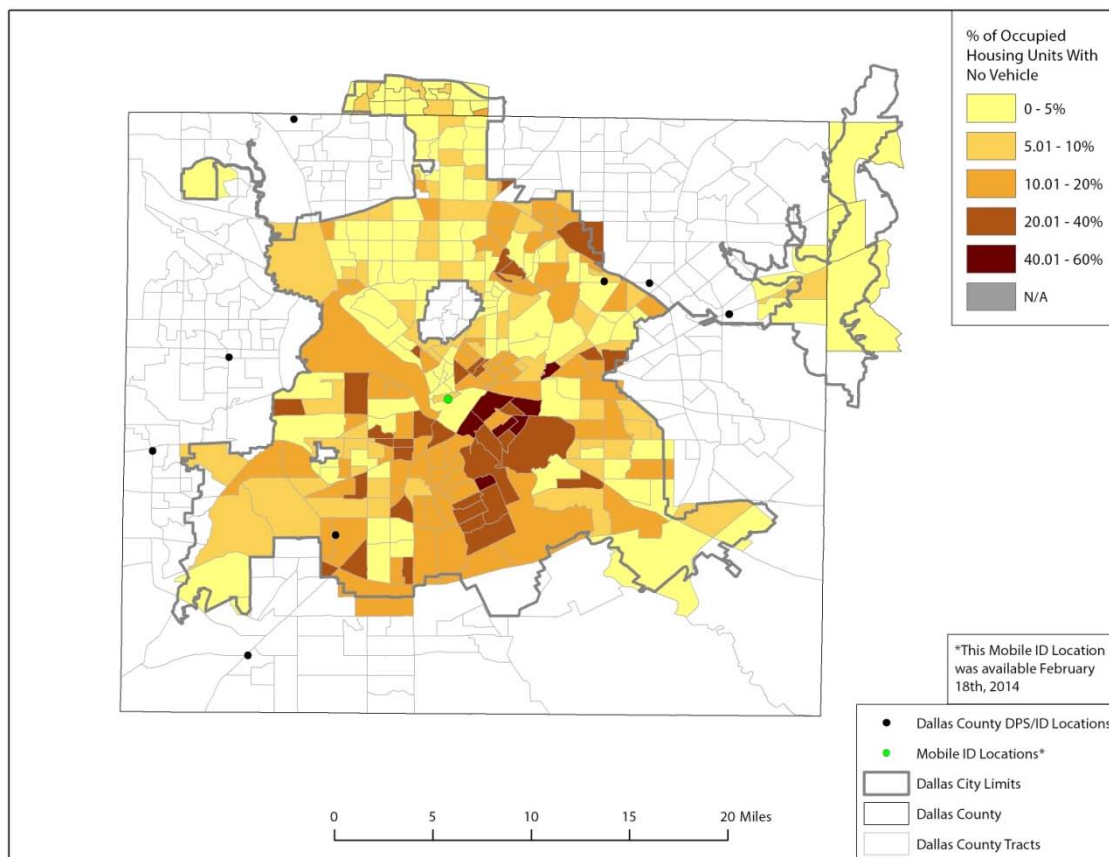 % of Occupied
Housing Units With
No Vehicle
0 - 5%
5.01 - 10%
10.01 - 20%
20.01 - 40%
40.01 - 60%
N/A
*This Mobile ID Location
was available February
18th, 2014
Dallas County DPS/ID Locations
Mobile ID Locations*
Dallas City Limits
Dallas County
Dallas County Tracts
0 5 10 15 20 Miles